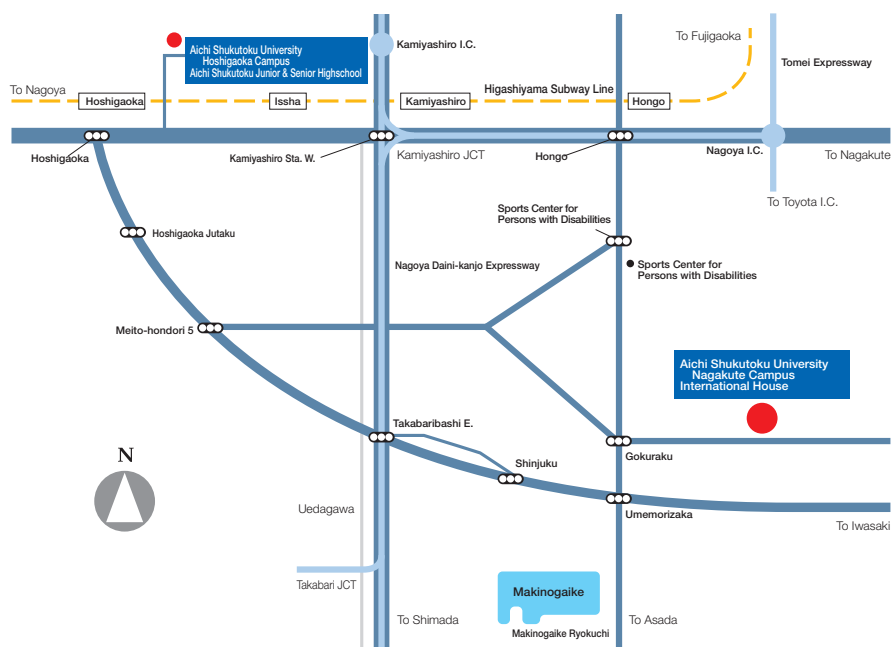 To Fujigaoka
Aichi Shukutoku University
Hoshigaoka Campus
Aichi Shukutoku Junior & Senior Highschool
Kamiyashiro I.C.
Tomei Expressway
To Nagoya
Higashiyama Subway Line
Hoshigaoka
Issha
Kamiyashiro
Hongo
Hoshigaoka
Kamiyashiro Sta. W.
Kamiyashiro JCT
Hongo
Nagoya I.C.
To Nagakute
To Toyota I.C.
Sports Center for
Persons with Disabilities
Hoshigaoka Jutaku
Nagoya Daini-kanjo Expressway
Sports Center for
Persons with Disabilities
Meito-hondori 5
Aichi Shukutoku University
Nagakute Campus
International House
Takabaribashi E.
N
Shinjuku
Gokuraku
Uedagawa
Umemorizaka
To Iwasaki
Takabari JCT
Makinogaike
To Shimada
To Asada
Makinogaike Ryokuchi